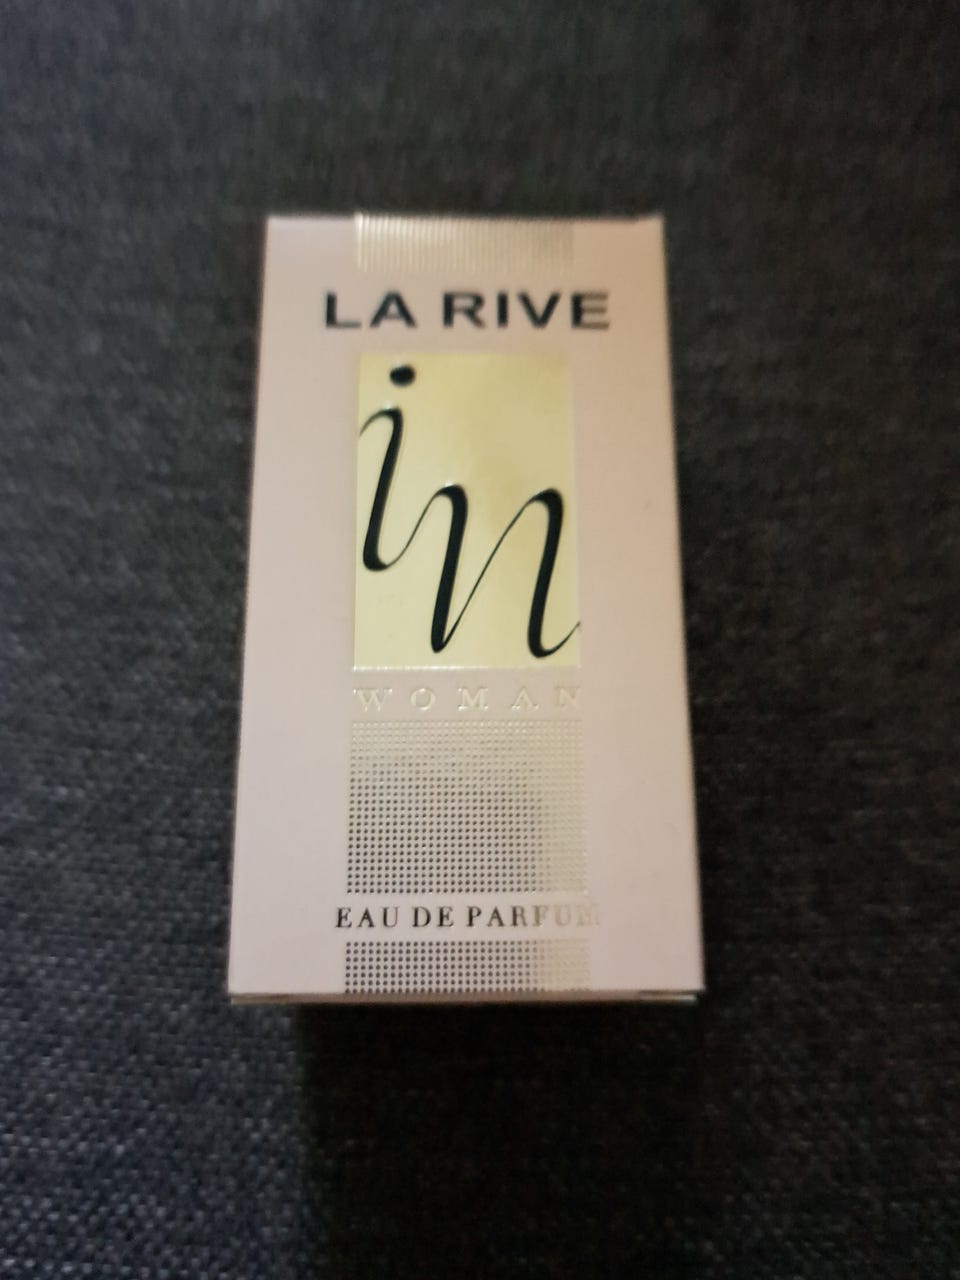 LA RIVE
in
WOMAN
EAU DE PARFUM